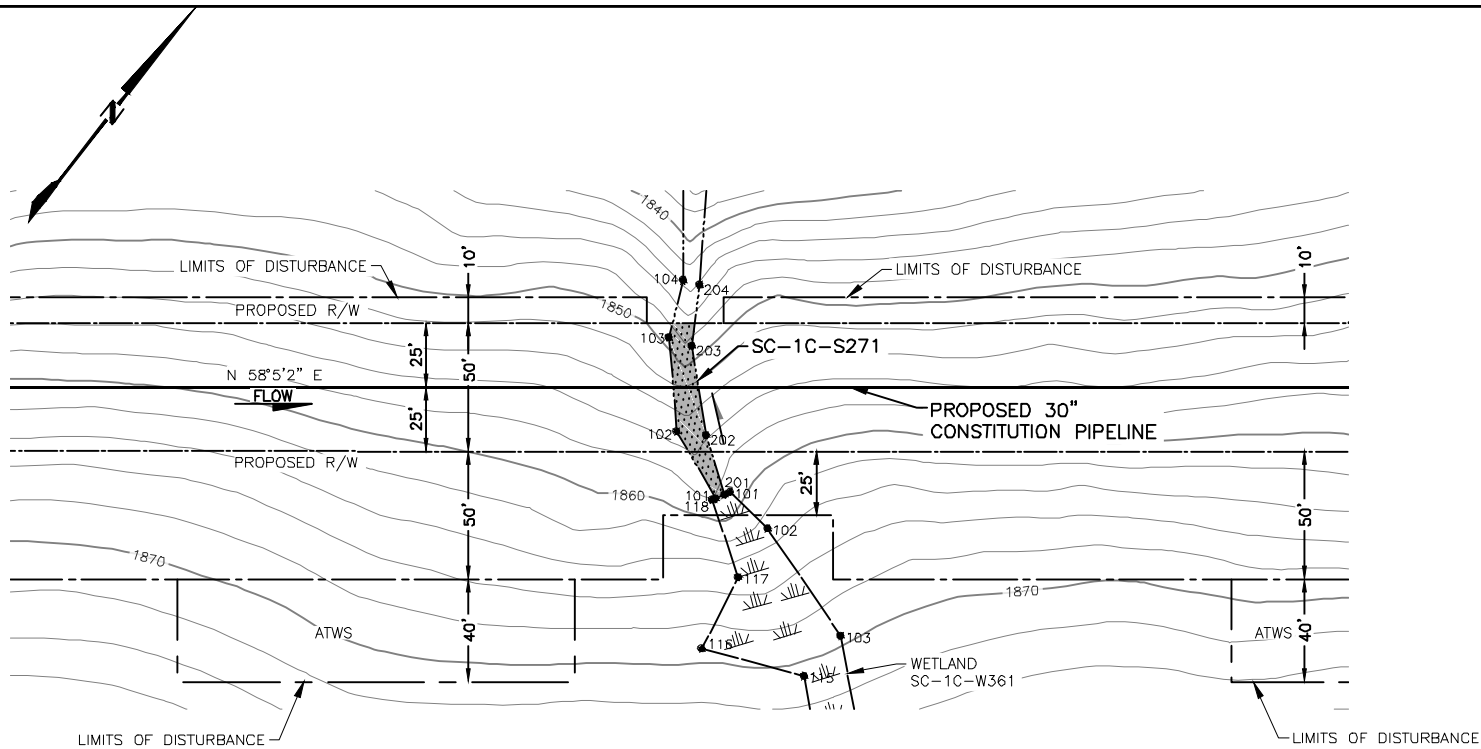 N
1840
10'
10'
LIMITS OF DISTURBANCE
LIMITS OF DISTURBANCE
104
204
1850
PROPOSED R/W
103
203
SC-1C-S271
25'
50'
N 58°5'2" E
FLOW
PROPOSED 30"
CONSTITUTION PIPELINE
25'
102
202
PROPOSED R/W
1860
201
101
101
118
25'
50'
50'
102
1870
117
1870
ATWS
40'
103
ATWS
40'
WETLAND
SC-1C-W361
LIMITS OF DISTURBANCE
LIMITS OF DISTURBANCE